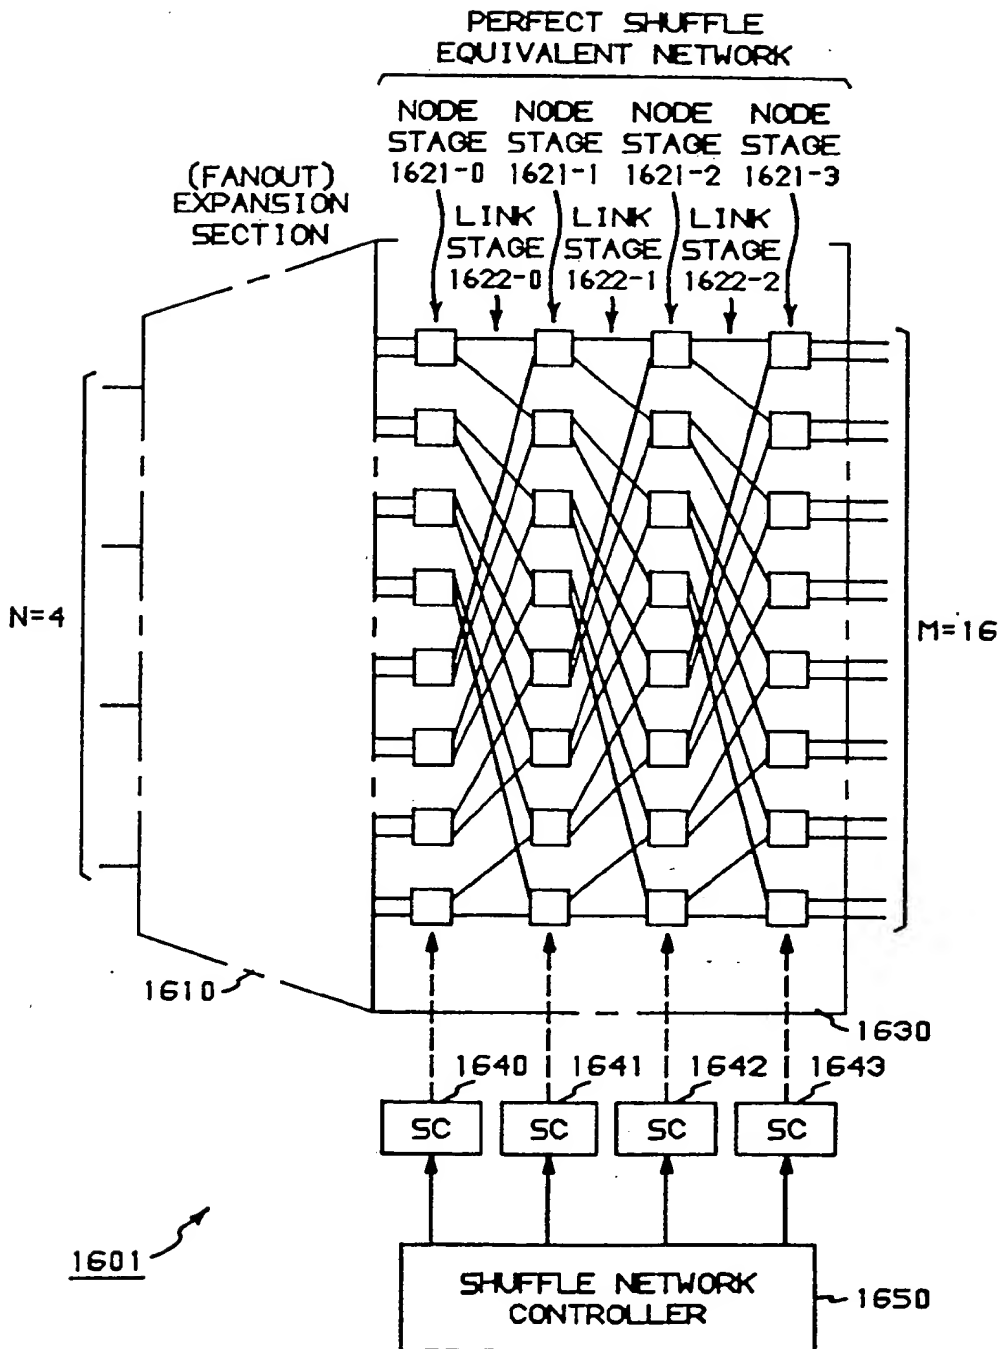 PERFECT SHUFFLE
EQUIVALENT NETWORK
NODE STAGE 1621-0
NODE STAGE 1621-1
NODE STAGE 1621-2
NODE STAGE 1621-3
(FANOUT)
EXPANSION
SECTION
LINK STAGE 1622-0
LINK STAGE 1622-1
LINK STAGE 1622-2
N=4
M=16
1610
1630
1640
1641
1642
1643
SC
SC
SC
SC
1601
SHUFFLE NETWORK
CONTROLLER
1650